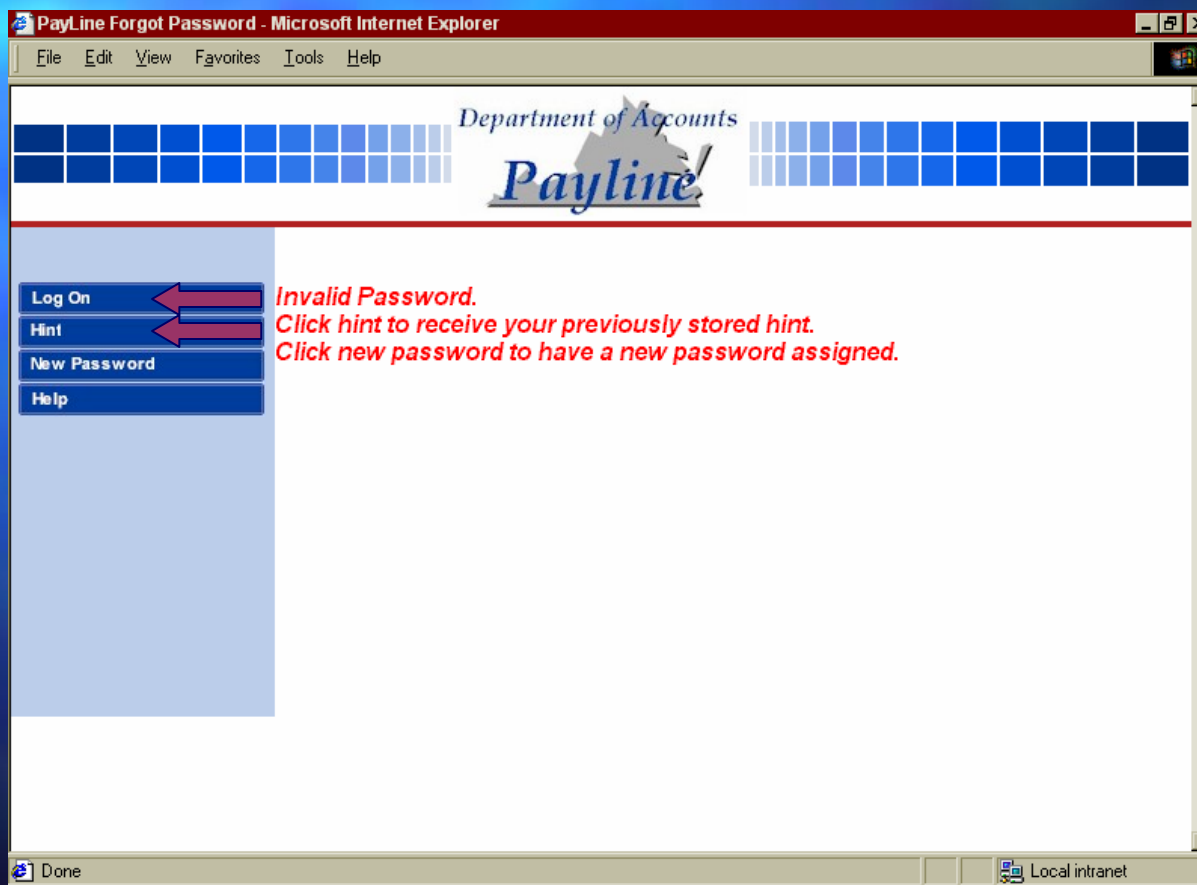 PayLine Forgot Password - Microsoft Internet Explorer
File Edit View Favorites Tools Help
Department of Accounts
Payline
Log On
Hint
New Password
Help
Invalid Password.
Click hint to receive your previously stored hint.
Click new password to have a new password assigned.
Done
Local intranet